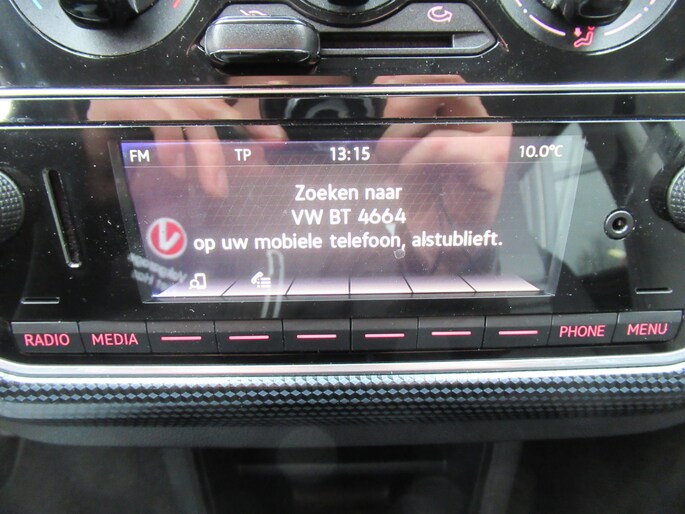 FM TP 13:15 10.0°C
Zoeken naar
VW BT 4664
op uw mobiele telefoon, alstublieft.
RADIO MEDIA PHONE MENU